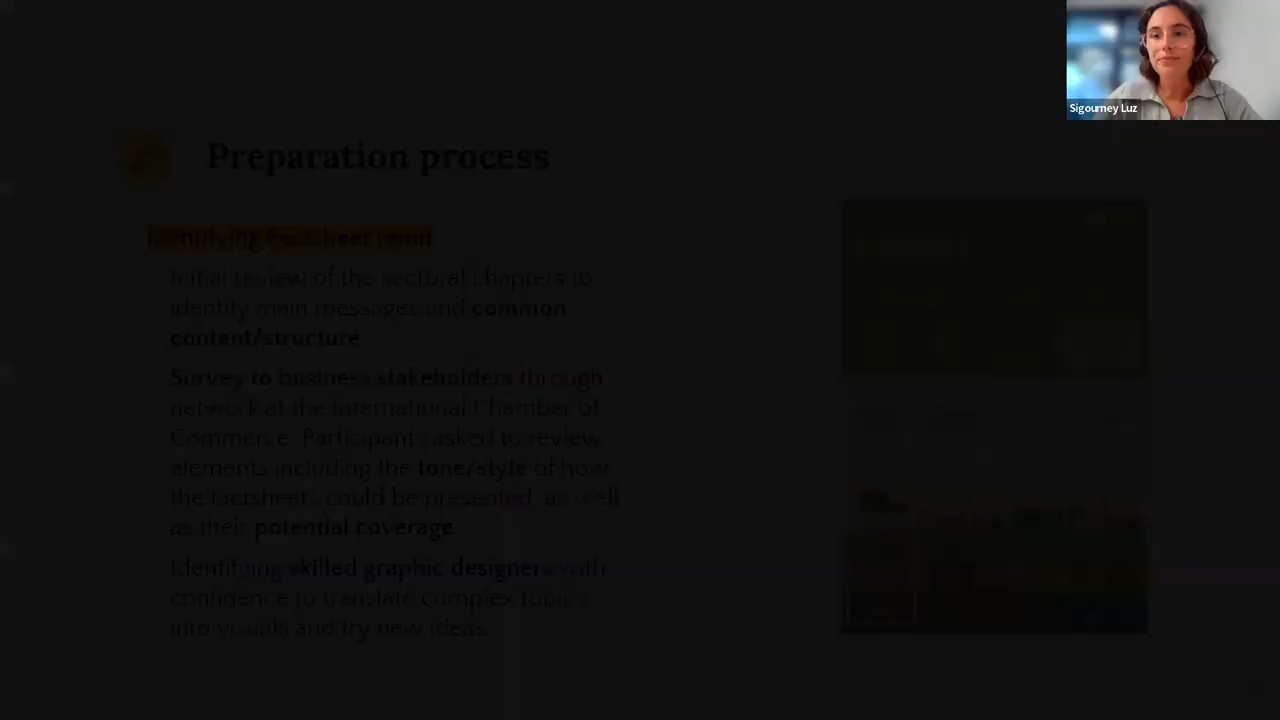 Sigourney Luz
Preparation process
Identifying Factsheet
Initial review of the sectoral chapters to
identify main messages and common
content/structure
Survey to business stakeholders through
network at the International Chamber of
Commerce. Participants asked to review
elements including the tone/style of how
the factsheets could be presented, as well
as their potential coverage.
Identifying skilled graphic designers with
confidence to translate complex topics
into visuals and try new ideas.